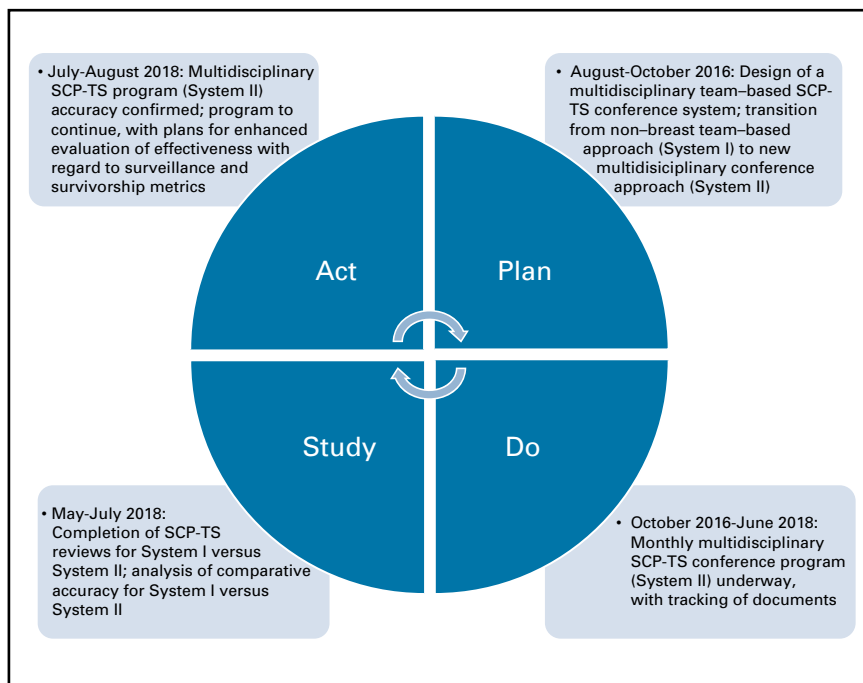 • July-August 2018: Multidisciplinary
SCP-TS program (System II)
accuracy confirmed; program to
continue, with plans for enhanced
evaluation of effectiveness with
regard to surveillance and
survivorship metrics
• August-October 2016: Design of a
multidisciplinary team–based SCP-
TS conference system; transition
from non–breast team–based
approach (System I) to new
multidisiciplinary conference
approach (System II)
Act
Plan
Study
Do
• May-July 2018:
Completion of SCP-TS
reviews for System I versus
System II; analysis of comparative
accuracy for System I versus
System II
• October 2016-June 2018:
Monthly multidisciplinary
SCP-TS conference program
(System II) underway,
with tracking of documents